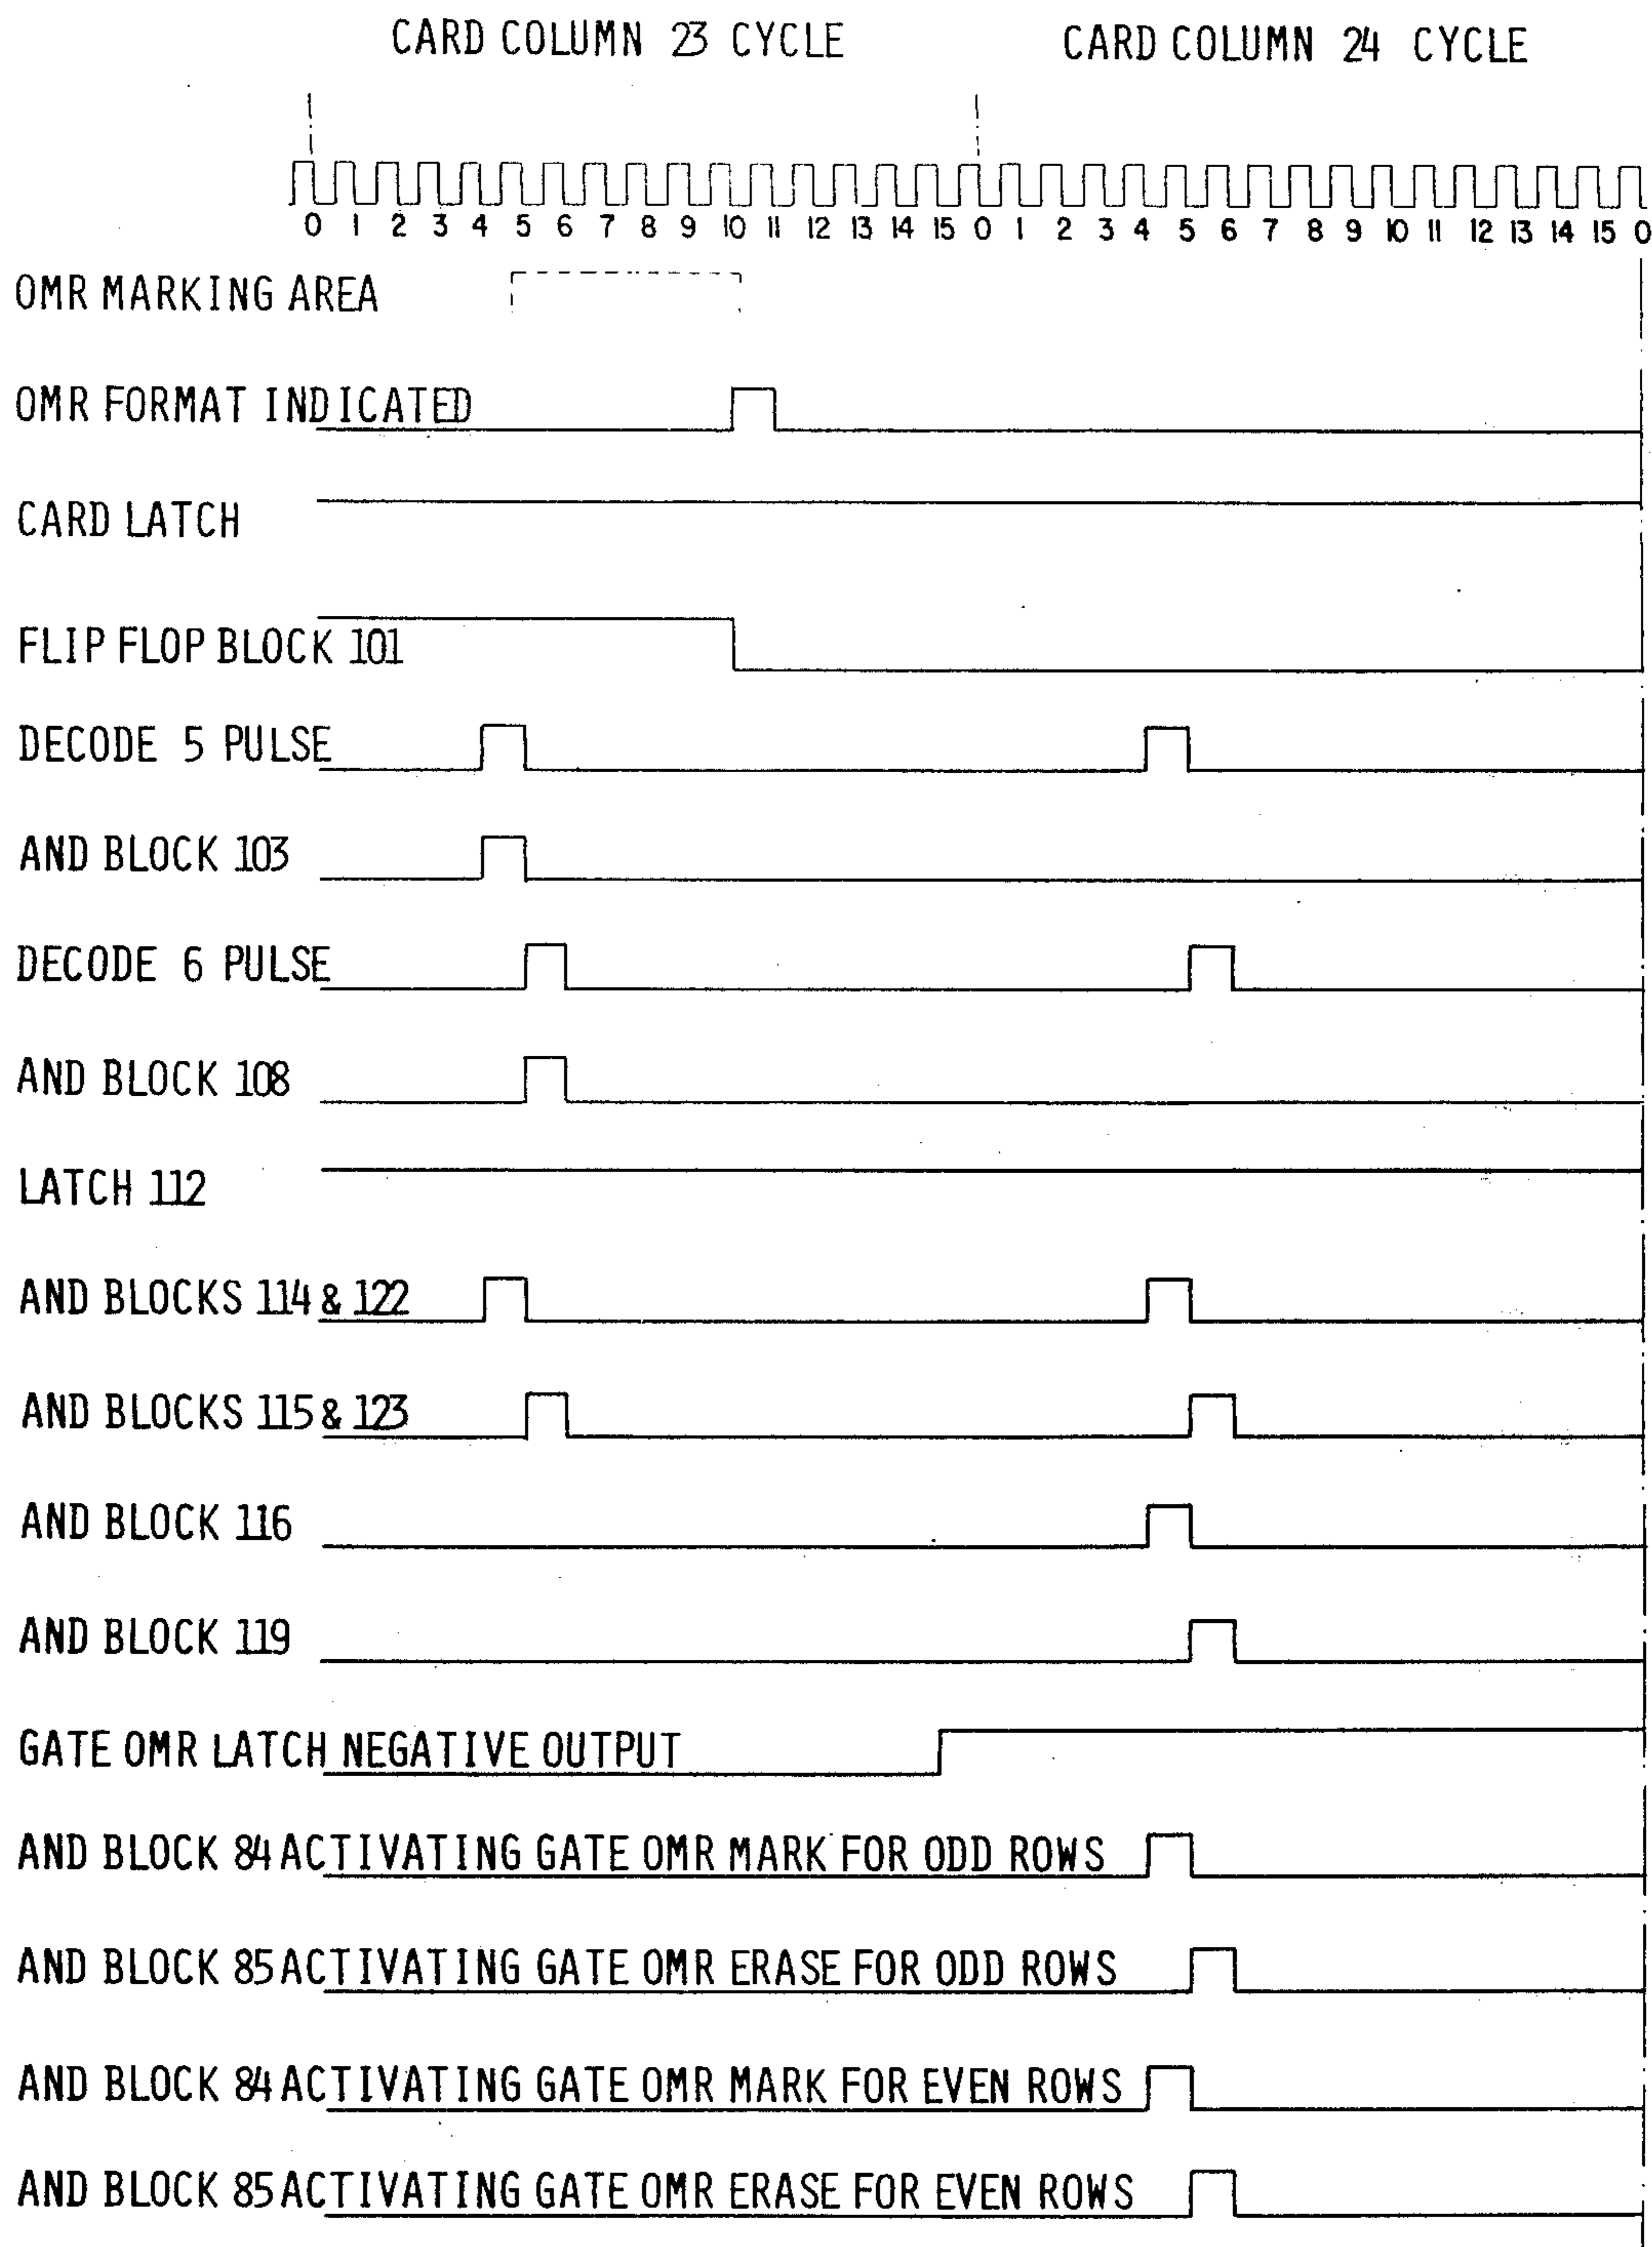 CARD COLUMN 23 CYCLE CARD COLUMN 24 CYCLE
0 1 2 3 4 5 6 7 8 9 10 11 12 13 14 15 0 1 2 3 4 5 6 7 8 9 10 11 12 13 14 15 0
OMR MARKING AREA
OMR FORMAT INDICATED
CARD LATCH
FLIP FLOP BLOCK 101
DECODE 5 PULSE
AND BLOCK 103
DECODE 6 PULSE
AND BLOCK 108
LATCH 112
AND BLOCKS 114 & 122
AND BLOCKS 115 & 123
AND BLOCK 116
AND BLOCK 119
GATE OMR LATCH NEGATIVE OUTPUT
AND BLOCK 84 ACTIVATING GATE OMR MARK FOR ODD ROWS
AND BLOCK 85 ACTIVATING GATE OMR ERASE FOR ODD ROWS
AND BLOCK 84 ACTIVATING GATE OMR MARK FOR EVEN ROWS
AND BLOCK 85 ACTIVATING GATE OMR ERASE FOR EVEN ROWS